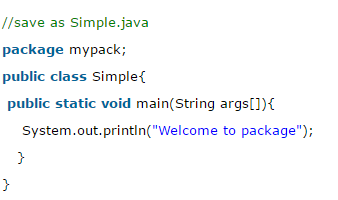 //save as Simple.java
package mypack;
public class Simple{
 public static void main(String args[]){
    System.out.println("Welcome to package");
   }
}